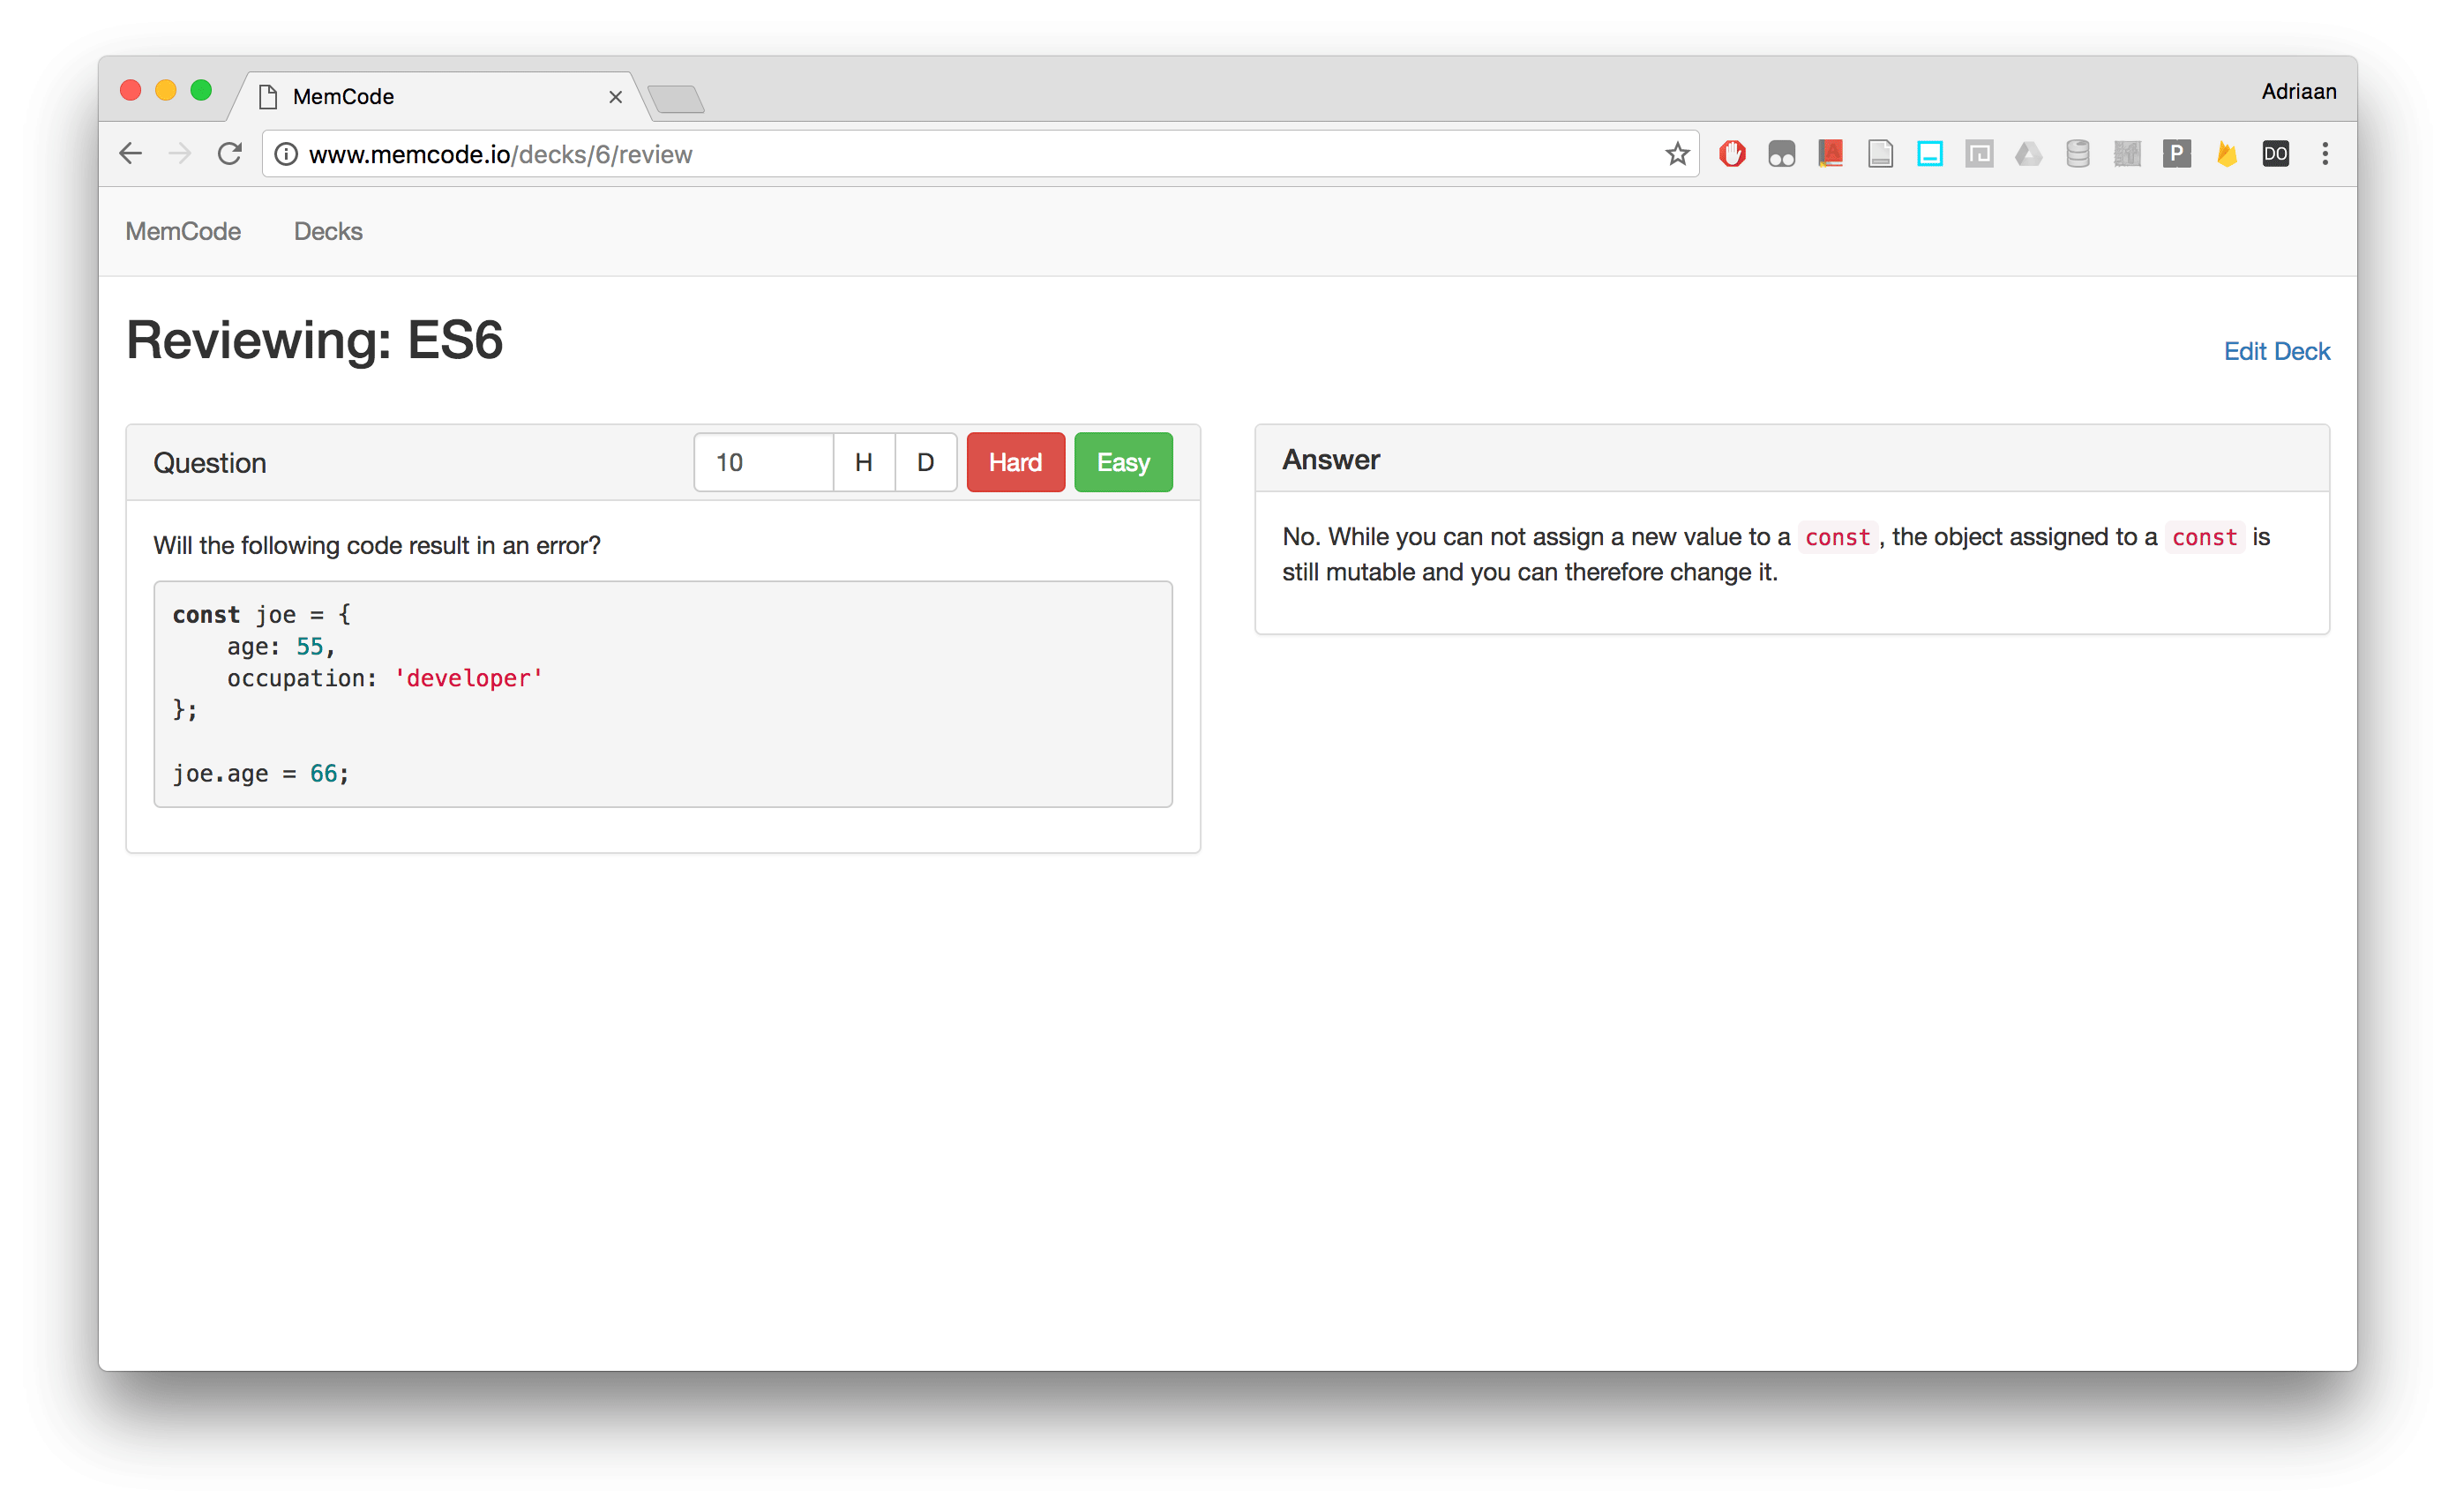 MemCode
Adriaan
www.memcode.io/decks/6/review
P
DO
MemCode Decks
Reviewing: ES6
Edit Deck
Question
10 H D Hard Easy
Will the following code result in an error?
const joe = {
    age: 55,
    occupation: 'developer'
};
joe.age = 66;
Answer
No. While you can not assign a new value to a const, the object assigned to a const is
still mutable and you can therefore change it.